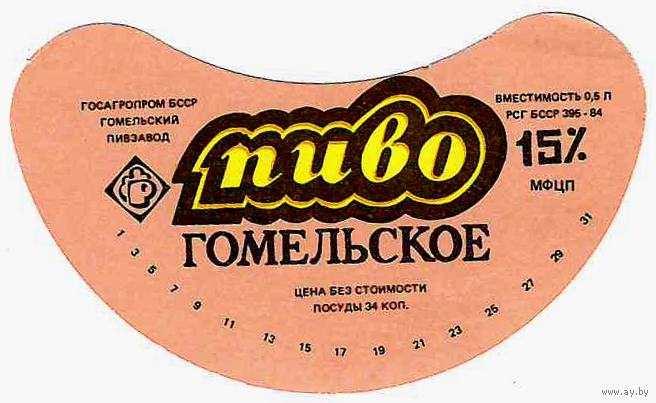 ГОСАГРОПРОМ БССР
ГОМЕЛЬСКИЙ
ПИВЗАВОД
ВМЕСТИМОСТЬ 0,5 Л
РСГ БССР 395-84
15%
МФЦП
пиво
ГОМЕЛЬСКОЕ
ЦЕНА БЕЗ СТОИМОСТИ
ПОСУДЫ 34 КОП.
1 3 5 7 9 11 13 15 17 19 21 23 25 27 29 31
www.ay.by